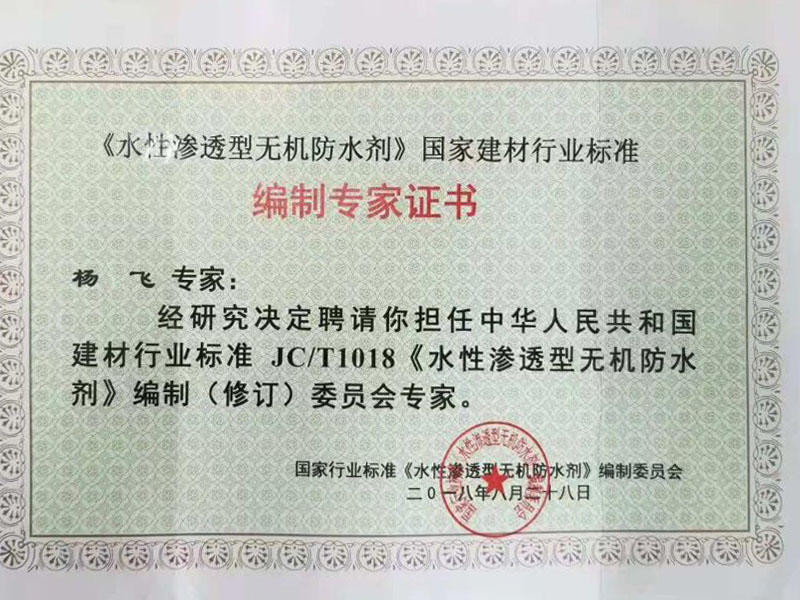 《水性渗透型无机防水剂》国家建材行业标准
编制专家证书
杨 飞 专家：
经研究决定聘请你担任中华人民共和国
建材行业标准 JC/T1018《水性渗透型无机防水
剂》编制（修订）委员会专家。
国家行业标准《水性渗透型无机防水剂》编制委员会
二0一八年八月二十八日